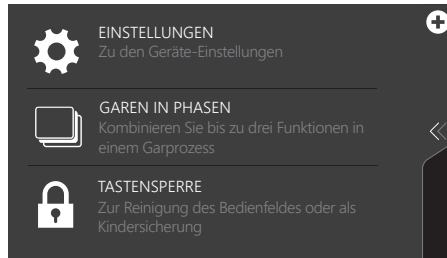 EINSTELLUNGEN
Zu den Geräte-Einstellungen
GAREN IN PHASEN
Kombinieren Sie bis zu drei Funktionen in
einem Garprozess
TASTENSPERRE
Zur Reinigung des Bedienfeldes oder als
Kindersicherung